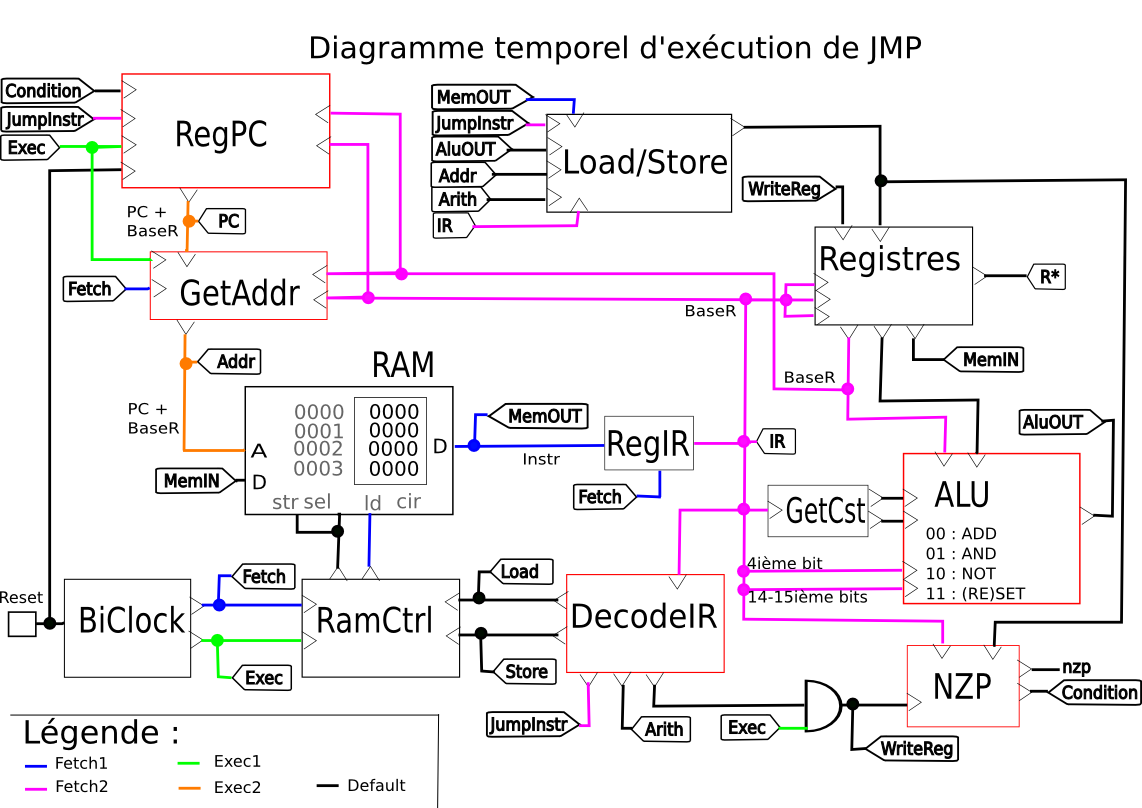 Diagramme temporel d'exécution de JMP
Condition
JumpInstr
Exec
RegPC
PC +
BaseR
PC
Fetch
GetAddr
MemOUT
JumpInstr
AluOUT
Addr
Arith
IR
Load/Store
WriteReg
Registres
R*
BaseR
BaseR
MemIN
Addr
PC +
BaseR
RAM
0000 0000
0001 0000
0002 0000
0003 0000
A
D
D
MemIN
str sel ld cir
MemOUT
Instr
RegIR
Fetch
IR
AluOUT
GetCst
ALU
00 : ADD
01 : AND
10 : NOT
11 : (RE)SET
4ième bit
14-15ième bits
Reset
BiClock
Fetch
Exec
RamCtrl
Load
Store
DecodeIR
JumpInstr
Arith
Exec
WriteReg
NZP
nzp
Condition
Légende :
Fetch1
Fetch2
Exec1
Exec2
Default